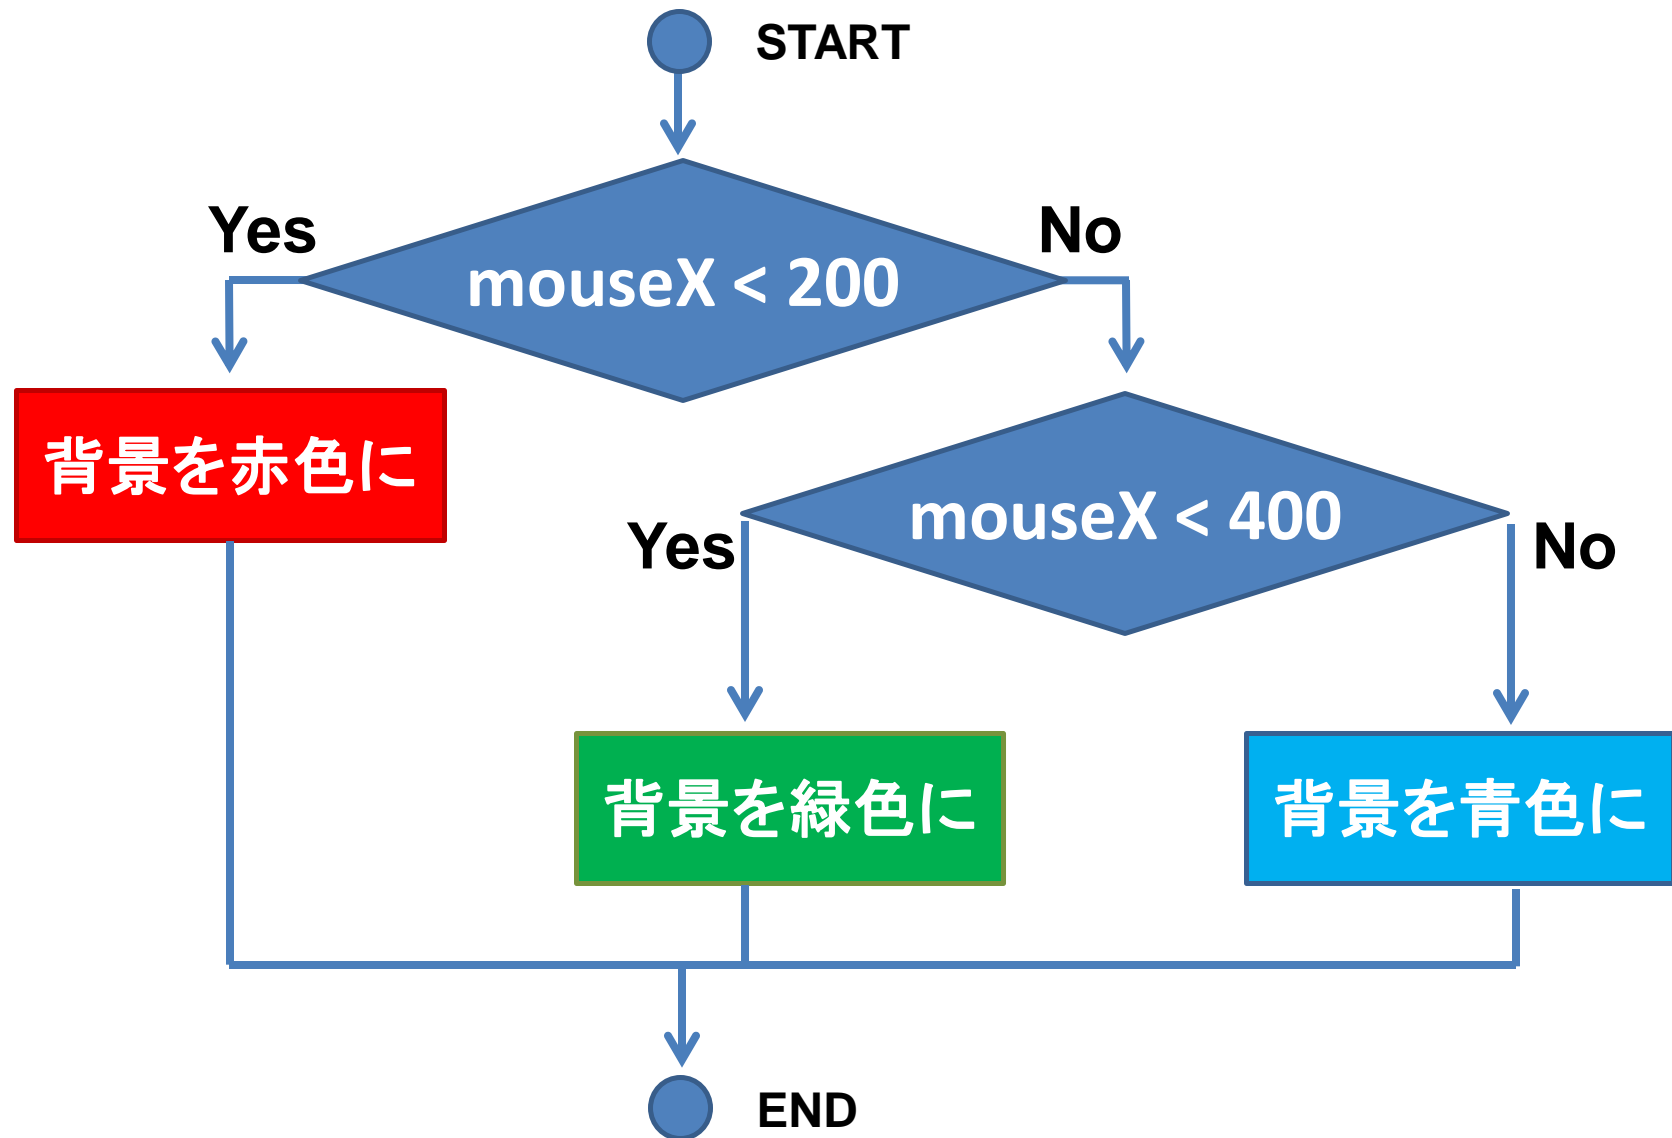 START
Yes
No
mouseX < 200
背景を赤色に
mouseX < 400
Yes
No
背景を緑色に
背景を青色に
END